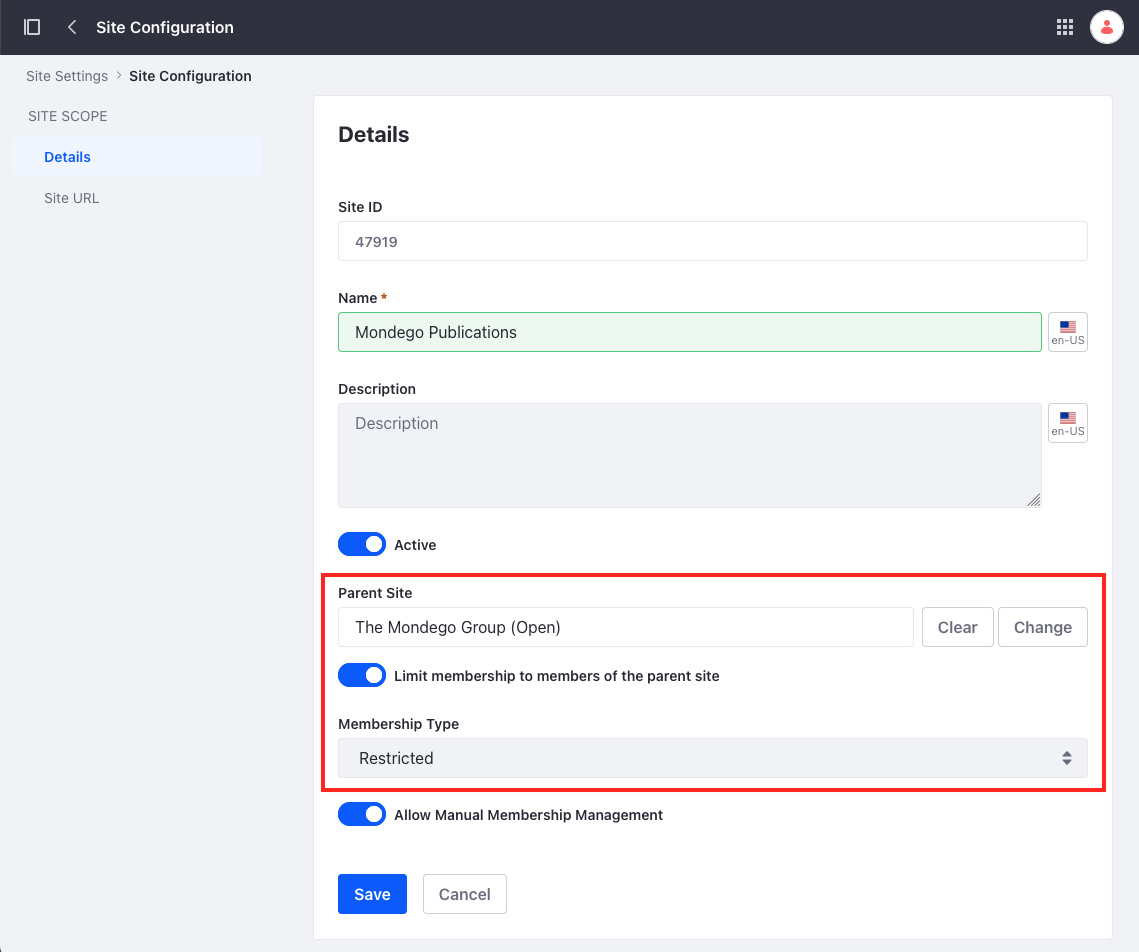 Site Configuration
Site Settings > Site Configuration
SITE SCOPE
Details
Site URL
Details
Site ID
47919
Name *
Mondego Publications
en-US
Description
Description
en-US
Active
Parent Site
The Mondego Group (Open)
Clear
Change
Limit membership to members of the parent site
Membership Type
Restricted
Allow Manual Membership Management
Save
Cancel